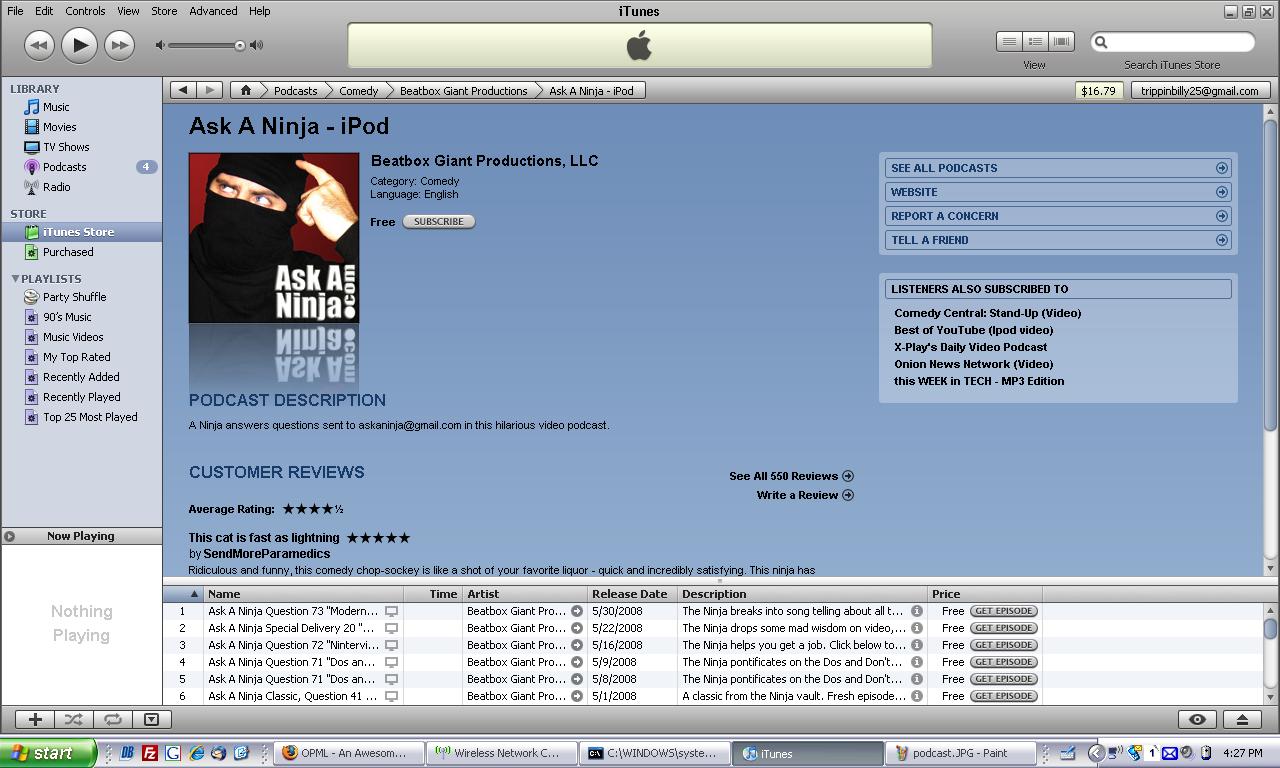 File Edit Controls View Store Advanced Help
iTunes
View
Search iTunes Store
LIBRARY
Music
Movies
TV Shows
Podcasts 4
Radio
STORE
iTunes Store
Purchased
PLAYLISTS
Party Shuffle
90's Music
Music Videos
My Top Rated
Recently Added
Recently Played
Top 25 Most Played
Now Playing
Nothing
Playing
Podcasts Comedy Beatbox Giant Productions Ask A Ninja - iPod
$16.79 trippinbilly25@gmail.com
Ask A Ninja - iPod
Ask A
Ninja.com
Beatbox Giant Productions, LLC
Category: Comedy
Language: English
Free SUBSCRIBE
SEE ALL PODCASTS
WEBSITE
REPORT A CONCERN
TELL A FRIEND
LISTENERS ALSO SUBSCRIBED TO
Comedy Central: Stand-Up (Video)
Best of YouTube (Ipod video)
X-Play's Daily Video Podcast
Onion News Network (Video)
this WEEK in TECH - MP3 Edition
PODCAST DESCRIPTION
A Ninja answers questions sent to askaninja@gmail.com in this hilarious video podcast.
CUSTOMER REVIEWS
See All 550 Reviews
Write a Review
Average Rating: ★★★★½
This cat is fast as lightning ★★★★★
by SendMoreParamedics
Ridiculous and funny, this comedy chop-sockey is like a shot of your favorite liquor - quick and incredibly satisfying. This ninja has
Name Time Artist Release Date Description Price
1 Ask A Ninja Question 73 "Modern... Beatbox Giant Pro... 5/30/2008 The Ninja breaks into song telling about all t... Free GET EPISODE
2 Ask A Ninja Special Delivery 20 "... Beatbox Giant Pro... 5/22/2008 The Ninja drops some mad wisdom on video,... Free GET EPISODE
3 Ask A Ninja Question 72 "Nintervi... Beatbox Giant Pro... 5/16/2008 The Ninja helps you get a job. Click below to... Free GET EPISODE
4 Ask A Ninja Question 71 "Dos an... Beatbox Giant Pro... 5/9/2008 The Ninja pontificates on the Dos and Don't... Free GET EPISODE
5 Ask A Ninja Question 71 "Dos an... Beatbox Giant Pro... 5/8/2008 The Ninja pontificates on the Dos and Don't... Free GET EPISODE
6 Ask A Ninja Classic, Question 41 ... Beatbox Giant Pro... 5/1/2008 A classic from the Ninja vault. Fresh episode... Free GET EPISODE
start OPML - An Awesom... Wireless Network C... C:\WINDOWS\syste... iTunes podcast.JPG - Paint 1 4:27 PM